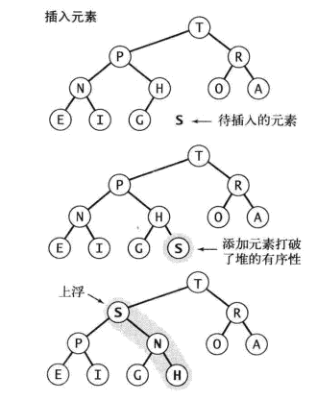 插入元素
T
P R
N H O A
E I G S ← 待插入的元素
T
P R
N H O A
E I G S ← 添加元素打破
了堆的有序性
上浮
T
S R
P N O A
E I G H